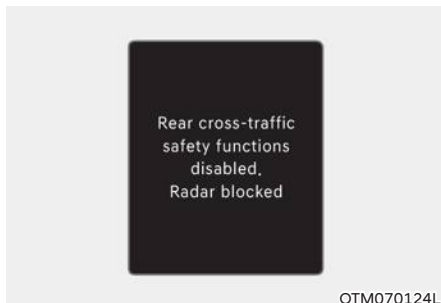 Rear cross-traffic
safety functions
disabled.
Radar blocked
OTM070124L